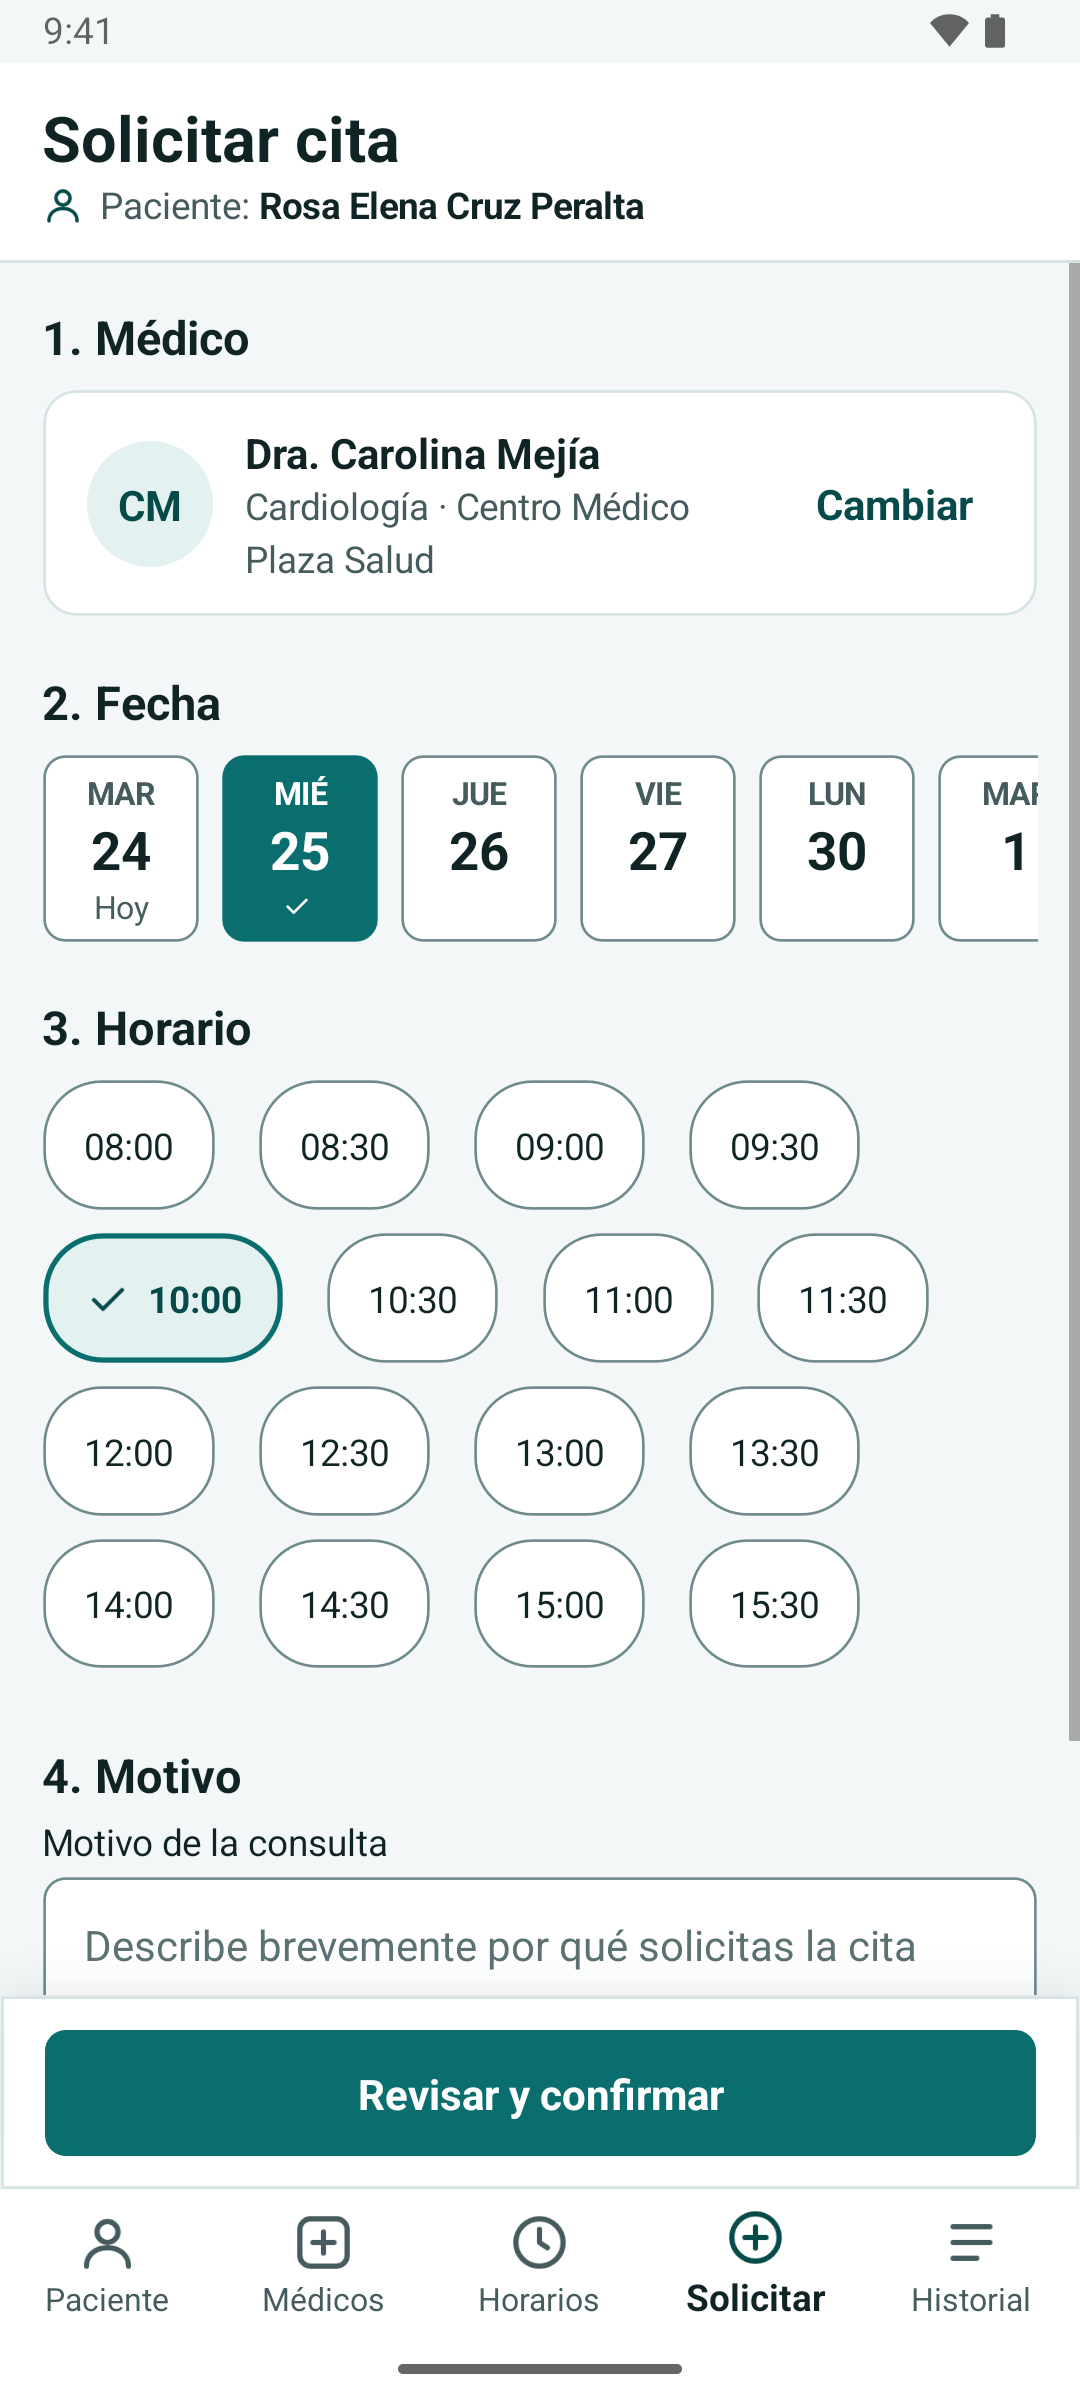 9:41
Solicitar cita
Paciente: Rosa Elena Cruz Peralta
1. Médico
CM
Dra. Carolina Mejía
Cardiología · Centro Médico
Plaza Salud
Cambiar
2. Fecha
MAR MIÉ JUE VIE LUN
24 25 26 27 30
Hoy
3. Horario
08:00 08:30 09:00 09:30
10:00 10:30 11:00 11:30
12:00 12:30 13:00 13:30
14:00 14:30 15:00 15:30
4. Motivo
Motivo de la consulta
Describe brevemente por qué solicitas la cita
Revisar y confirmar
Paciente Médicos Horarios Solicitar Historial